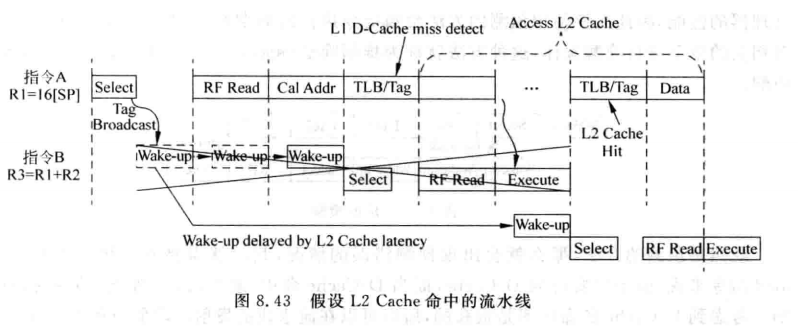 L1 D-Cache miss detect
Access L2 Cache
指令A
R1=16[SP]
Select
RF Read
Cal Addr
TLB/Tag
...
TLB/Tag
Data
Tag
Broadcast
L2 Cache
Hit
指令B
R3=R1+R2
Wake-up
Wake-up
Wake-up
Select
RF Read
Execute
Wake-up
Wake-up delayed by L2 Cache latency
Select
RF Read
Execute
图 8.43 假设 L2 Cache 命中的流水线